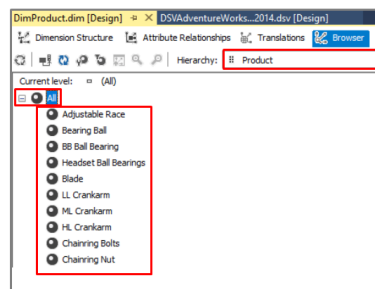 DimProduct.dim [Design] DSVAdventureWorks...2014.dsv [Design]
Dimension Structure Attribute Relationships Translations Browser
Hierarchy: Product
Current level: (All)
All
Adjustable Race
Bearing Ball
BB Ball Bearing
Headset Ball Bearings
Blade
LL Crankarm
ML Crankarm
HL Crankarm
Chainring Bolts
Chainring Nut